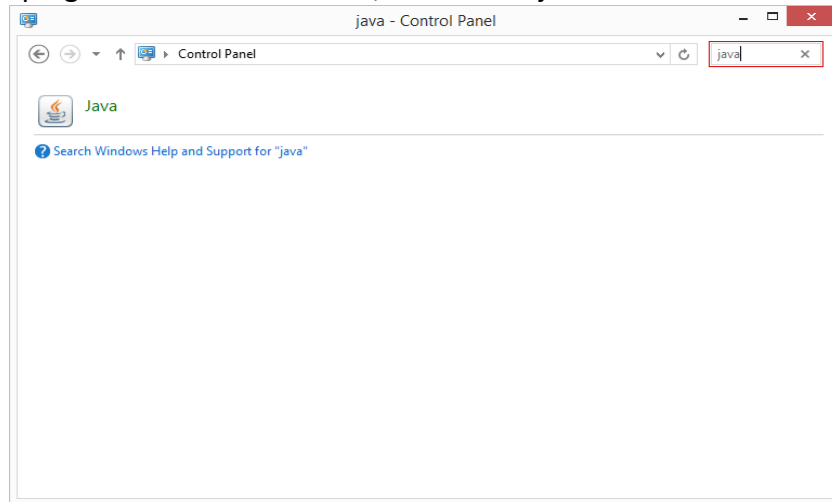 java - Control Panel
Control Panel
java
Java
Search Windows Help and Support for "java"